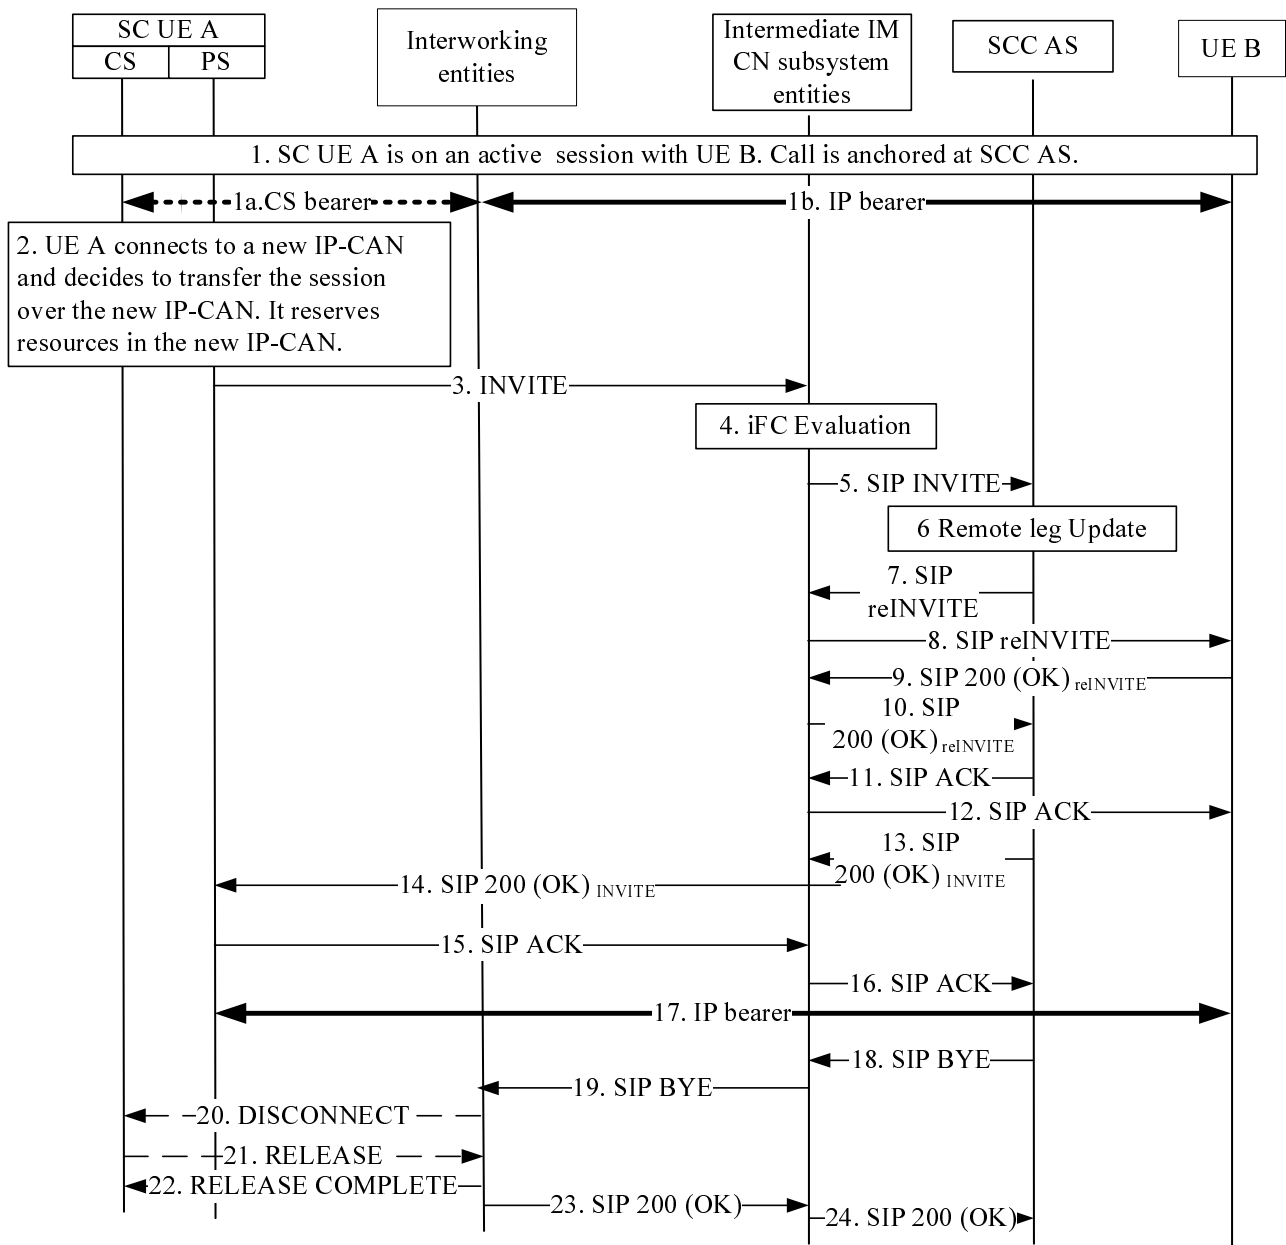 SC UE A
CS
PS
Interworking
entities
Intermediate IM
CN subsystem
entities
SCC AS
UE B
1. SC UE A is on an active session with UE B. Call is anchored at SCC AS.
1a.CS bearer
1b. IP bearer
2. UE A connects to a new IP-CAN
and decides to transfer the session
over the new IP-CAN. It reserves
resources in the new IP-CAN.
3. INVITE
4. iFC Evaluation
5. SIP INVITE
6 Remote leg Update
7. SIP
reINVITE
8. SIP reINVITE
9. SIP 200 (OK) reINVITE
10. SIP
200 (OK) reINVITE
11. SIP ACK
12. SIP ACK
13. SIP
200 (OK) INVITE
14. SIP 200 (OK) INVITE
15. SIP ACK
16. SIP ACK
17. IP bearer
18. SIP BYE
19. SIP BYE
20. DISCONNECT
21. RELEASE
22. RELEASE COMPLETE
23. SIP 200 (OK)
24. SIP 200 (OK)